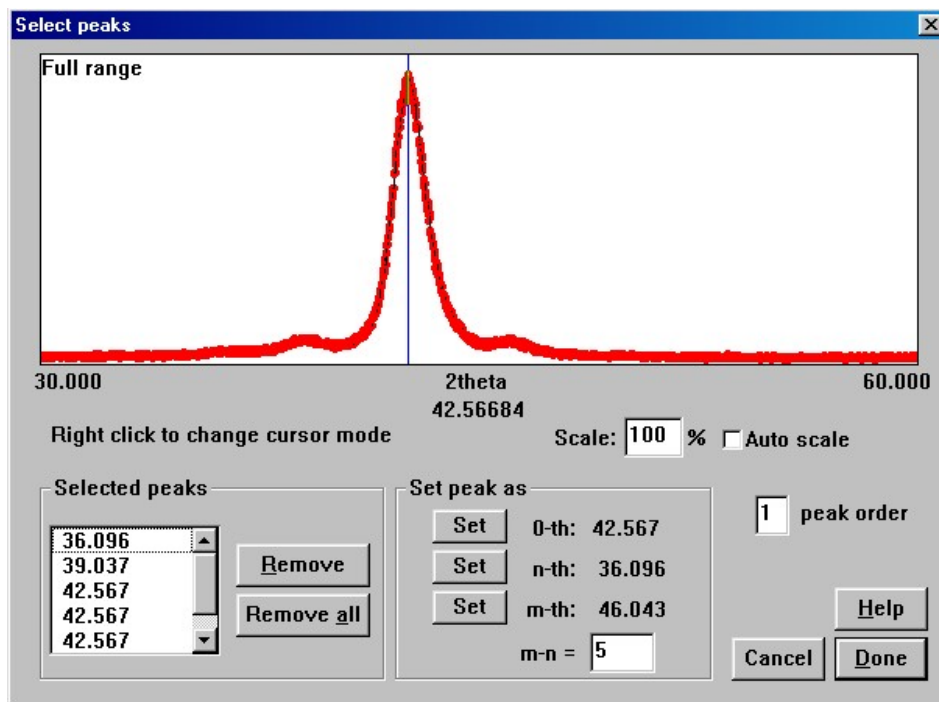 Select peaks
Full range
30.000 2theta 60.000
42.56684
Right click to change cursor mode Scale: 100 % Auto scale
Selected peaks
36.096
39.037
42.567
42.567
42.567
Remove
Remove all
Set peak as
Set 0-th: 42.567
Set n-th: 36.096
Set m-th: 46.043
m-n = 5
1 peak order
Help
Cancel Done